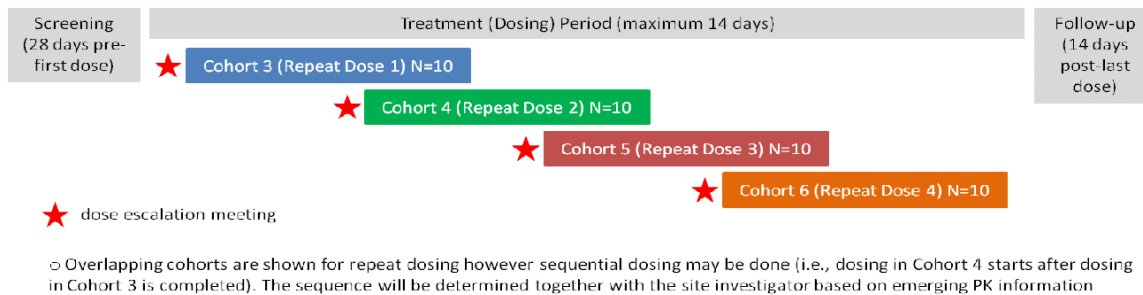 Screening
(28 days pre-
first dose)
Treatment (Dosing) Period (maximum 14 days)
Follow-up
(14 days
post-last
dose)
Cohort 3 (Repeat Dose 1) N=10
Cohort 4 (Repeat Dose 2) N=10
Cohort 5 (Repeat Dose 3) N=10
Cohort 6 (Repeat Dose 4) N=10
dose escalation meeting
○ Overlapping cohorts are shown for repeat dosing however sequential dosing may be done (i.e., dosing in Cohort 4 starts after dosing
in Cohort 3 is completed). The sequence will be determined together with the site investigator based on emerging PK information